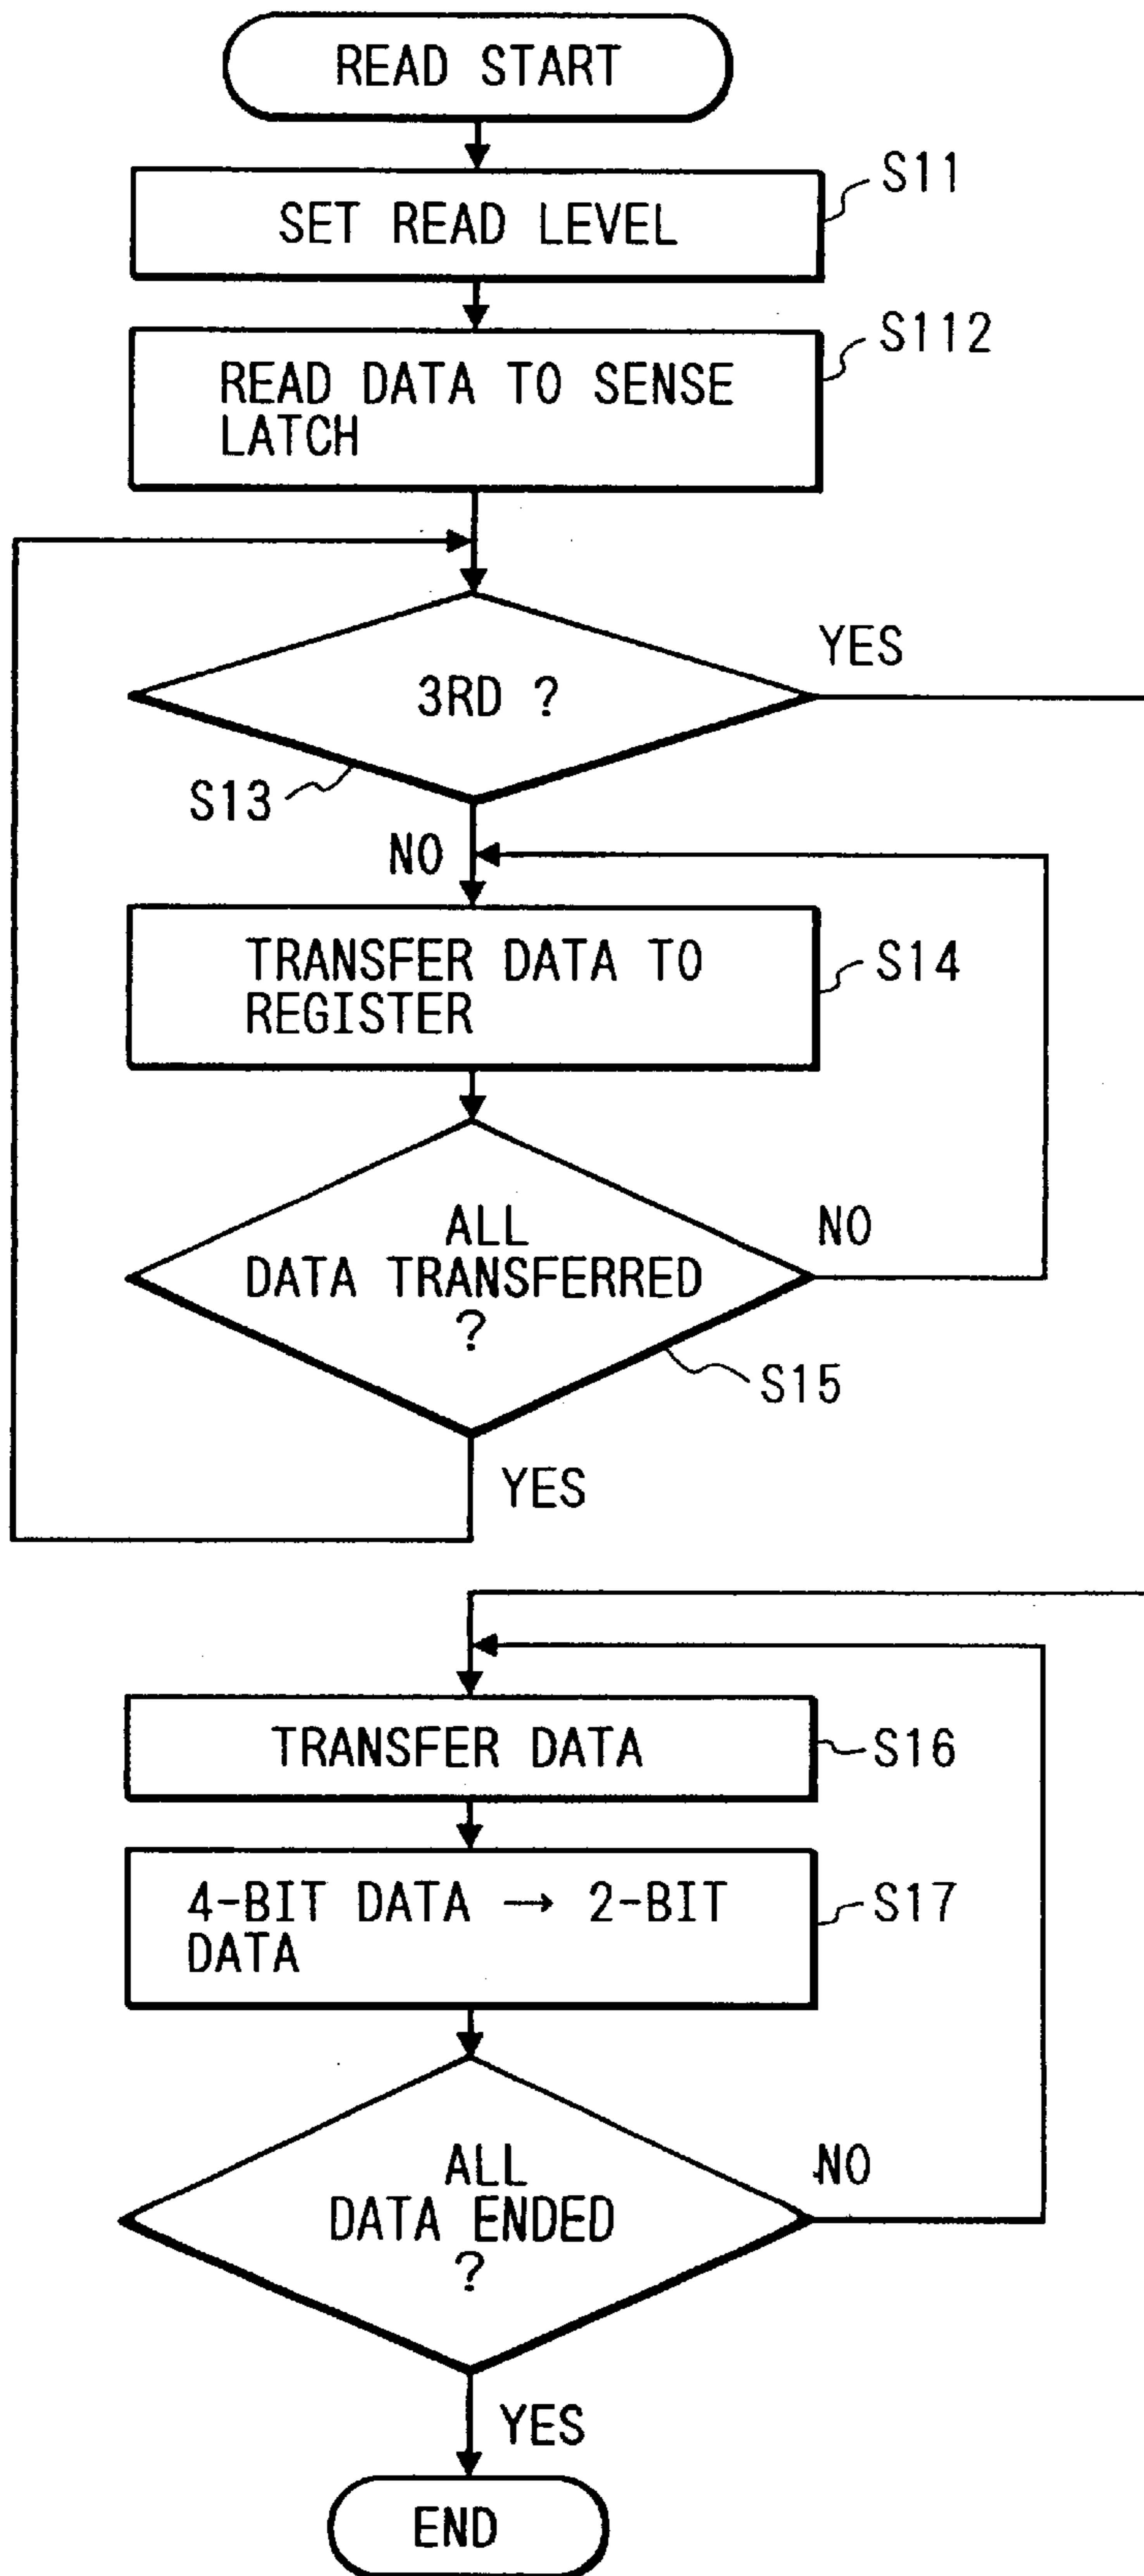 READ START
SET READ LEVEL
S11
READ DATA TO SENSE
LATCH
S112
3RD ?
YES
S13
NO
TRANSFER DATA TO
REGISTER
S14
ALL
DATA TRANSFERRED
?
NO
S15
YES
TRANSFER DATA
S16
4-BIT DATA → 2-BIT
DATA
S17
ALL
DATA ENDED
?
NO
YES
END